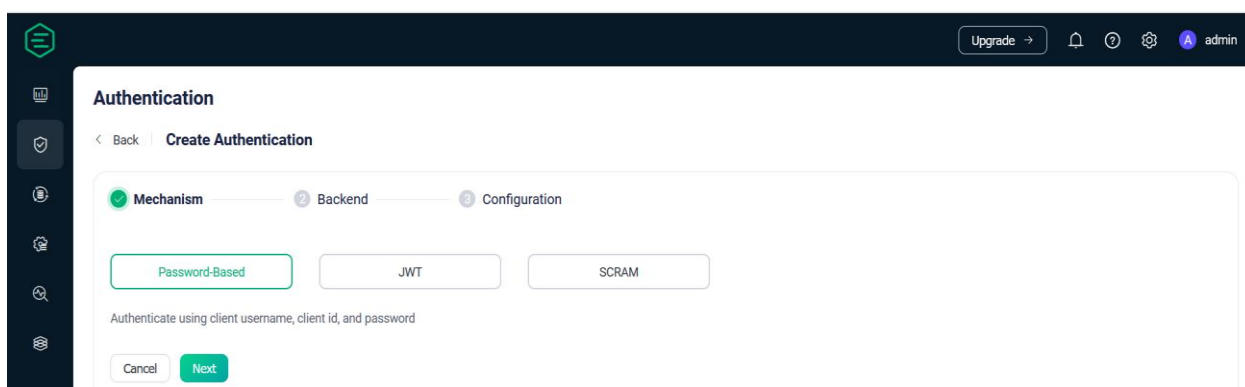 Upgrade → A admin
Authentication
< Back Create Authentication
Mechanism 2 Backend 3 Configuration
Password-Based JWT SCRAM
Authenticate using client username, client id, and password
Cancel Next